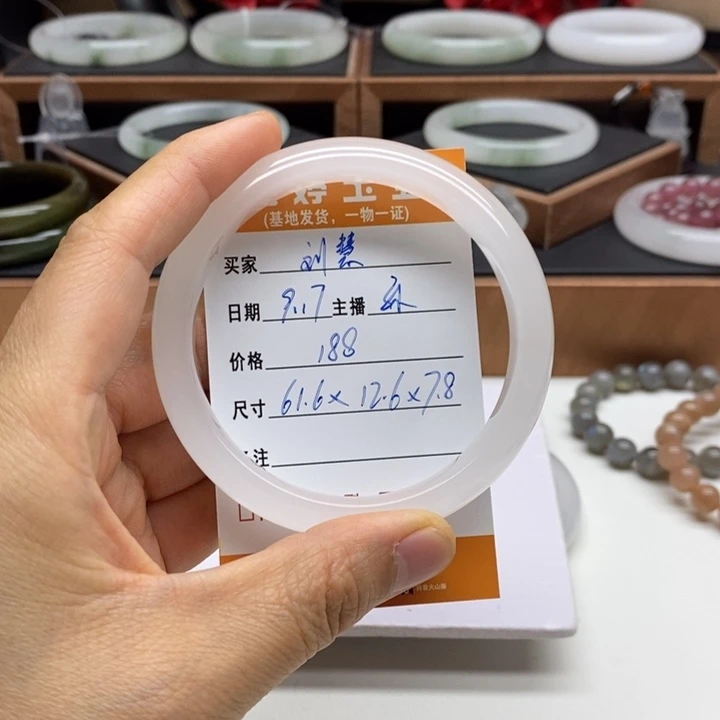 (基地发货，一物一证)
买家 刘慧
日期 9.17 主播
价格 188
尺寸 61.6×12.6×7.8
注